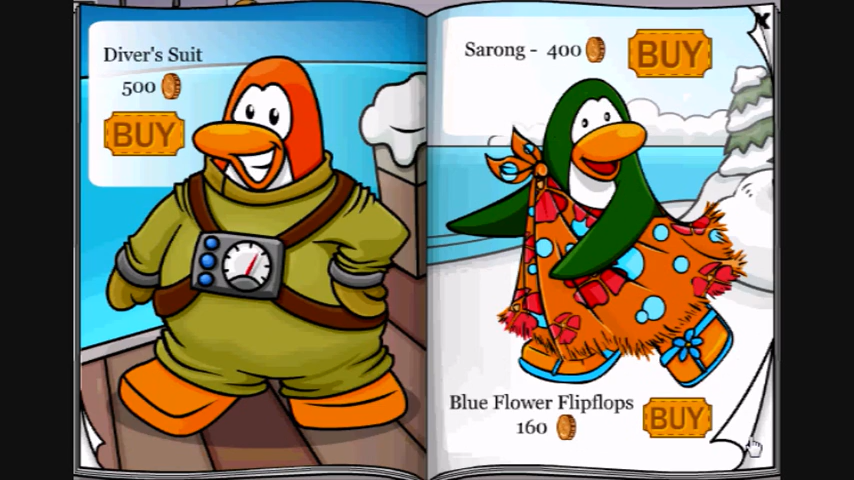 Diver's Suit
500
BUY
Sarong - 400
BUY
Blue Flower Flipflops
160
BUY
X